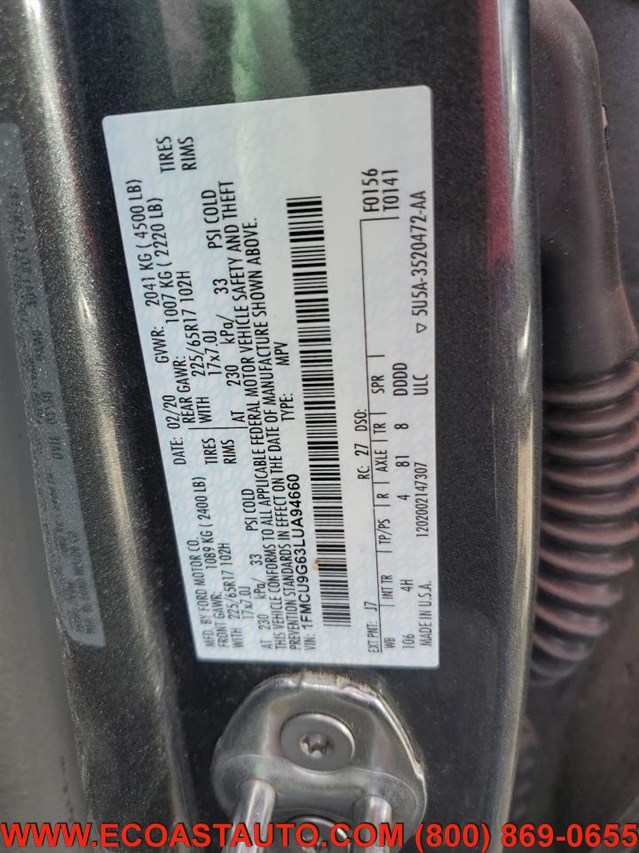 MFD. BY FORD MOTOR CO.
DATE: 02/20 GVWR: 2041 KG ( 4500 LB)
FRONT GAWR: 1089 KG ( 2400 LB) REAR GAWR: 1007 KG ( 2220 LB)
WITH 225/65R17 102H TIRES WITH 225/65R17 102H TIRES
17x7.0J RIMS 17x7.0J RIMS
AT 230 kPa/ 33 PSI COLD AT 230 kPa/ 33 PSI COLD
THIS VEHICLE CONFORMS TO ALL APPLICABLE FEDERAL MOTOR VEHICLE SAFETY AND THEFT
PREVENTION STANDARDS IN EFFECT ON THE DATE OF MANUFACTURE SHOWN ABOVE.
VIN: 1FMCU9G63LUA94660 TYPE: MPV
F0156
T0141
EXT PNT: J7 RC: 27 DSO:
WB INT TR TP/PS R AXLE TR SPR
106 4H 4 81 8 DDDD
MADE IN U.S.A. 1202002147307 ULC
▽ 5U5A-3520472-AA
WWW.ECOASTAUTO.COM (800) 869-0655